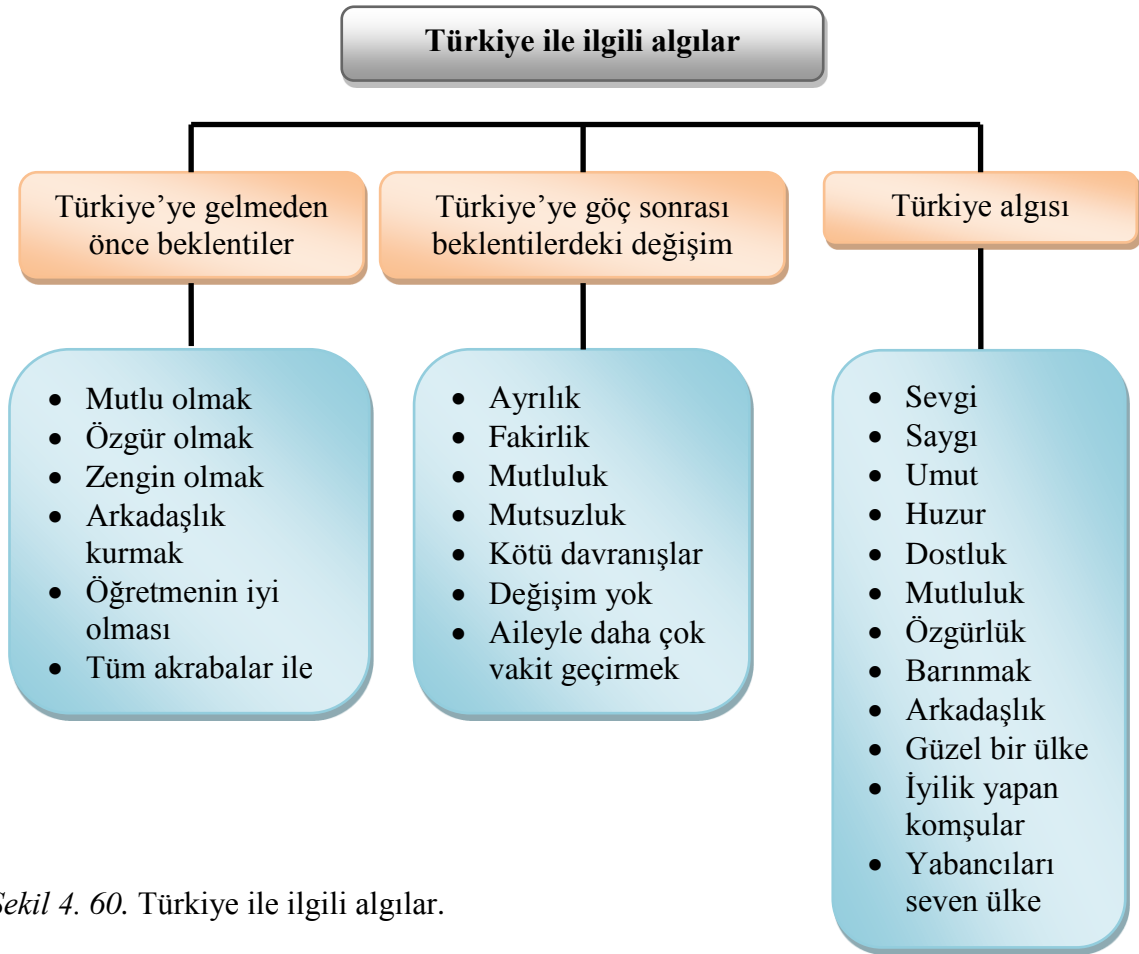 Türkiye ile ilgili algılar
Türkiye’ye gelmeden
önce beklentiler
Türkiye’ye göç sonrası
beklentilerdeki değişim
Türkiye algısı
• Mutlu olmak
• Özgür olmak
• Zengin olmak
• Arkadaşlık
kurmak
• Öğretmenin iyi
olması
• Tüm akrabalar ile
• Ayrılık
• Fakirlik
• Mutluluk
• Mutsuzluk
• Kötü davranışlar
• Değişim yok
• Aileyle daha çok
vakit geçirmek
• Sevgi
• Saygı
• Umut
• Huzur
• Dostluk
• Mutluluk
• Özgürlük
• Barınmak
• Arkadaşlık
• Güzel bir ülke
• İyilik yapan
komşular
• Yabancıları
seven ülke
Şekil 4. 60. Türkiye ile ilgili algılar.